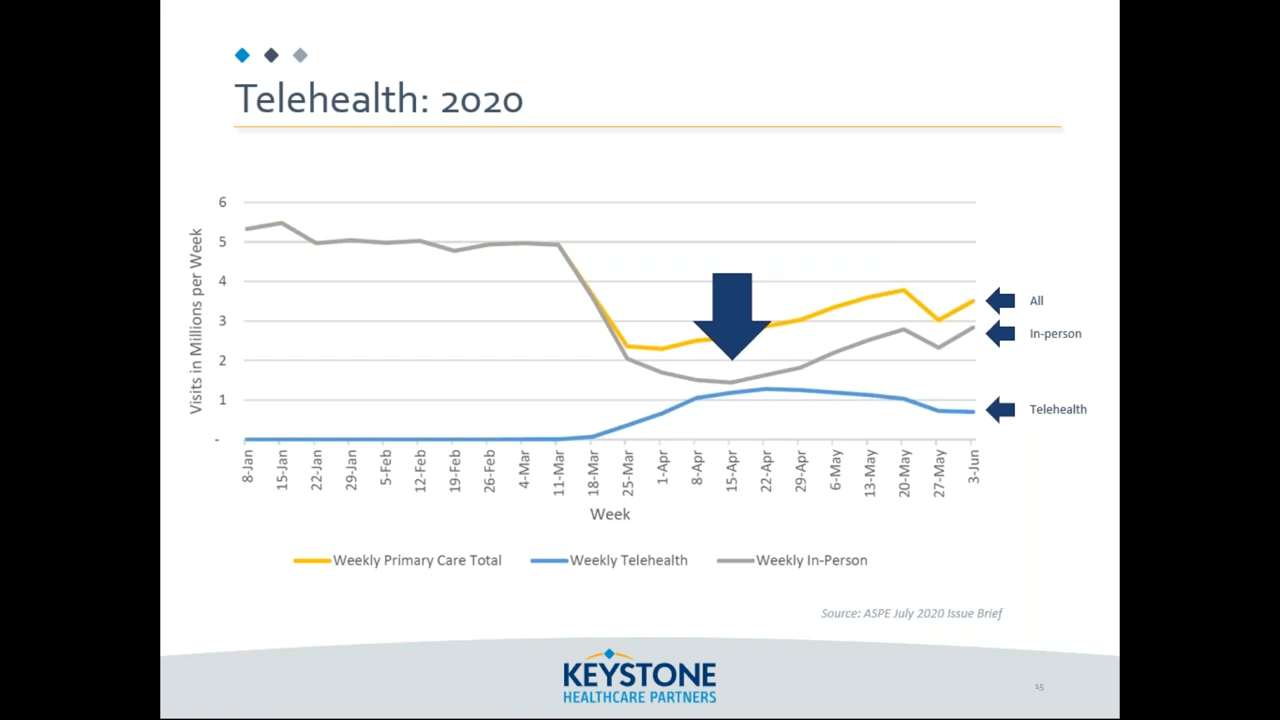 Telehealth: 2020
6
5
4
3
2
1
-
Visits in Millions per Week
8-Jan
15-Jan
22-Jan
29-Jan
5-Feb
12-Feb
19-Feb
26-Feb
4-Mar
11-Mar
18-Mar
25-Mar
1-Apr
8-Apr
15-Apr
22-Apr
29-Apr
6-May
13-May
20-May
27-May
3-Jun
Week
All
In-person
Telehealth
Weekly Primary Care Total
Weekly Telehealth
Weekly In-Person
Source: ASPE July 2020 Issue Brief
KEYSTONE
HEALTHCARE PARTNERS
15